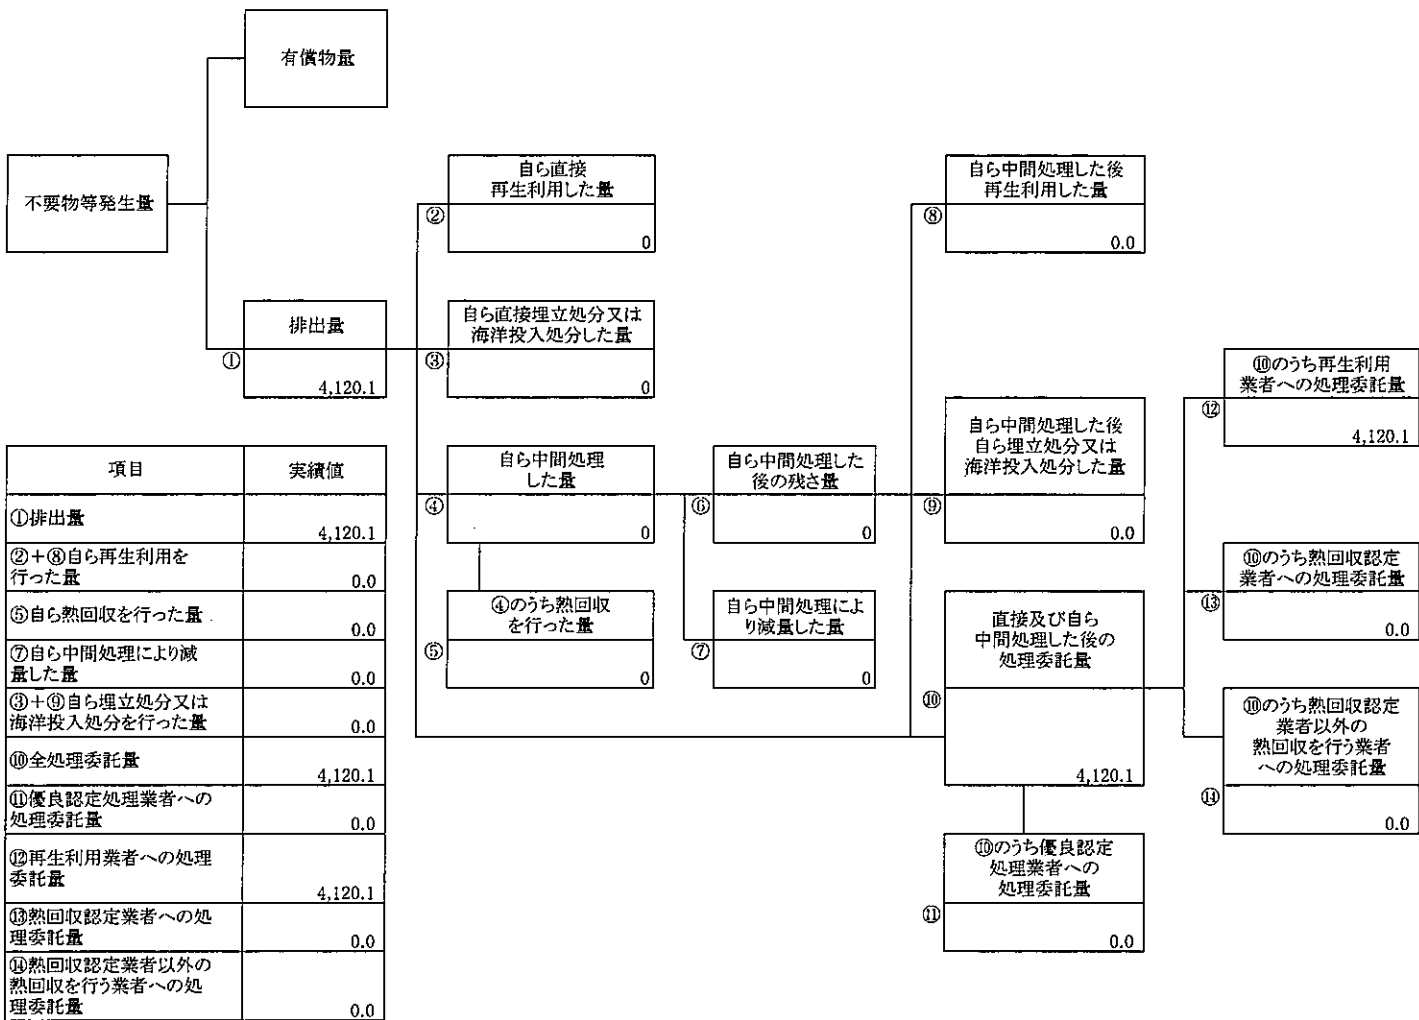 有償物量
不要物等発生量
自ら直接
再生利用した量
②
0
自ら中間処理した後
再生利用した量
⑧
0.0
排出量
①
4,120.1
自ら直接埋立処分又は
海洋投入処分した量
③
0
⑩のうち再生利用
業者への処理委託量
⑫
4,120.1
自ら中間処理
した量
④
0
自ら中間処理した
後の残さ量
⑥
0
自ら中間処理した後
自ら埋立処分又は
海洋投入処分した量
⑨
0.0
⑩のうち熱回収認定
業者への処理委託量
⑬
0.0
④のうち熱回収
を行った量
⑤
0
自ら中間処理によ
り減量した量
⑦
0
直接及び自ら
中間処理した後の
処理委託量
⑩
4,120.1
⑩のうち熱回収認定
業者以外の
熱回収を行う業者
への処理委託量
⑭
0.0
⑩のうち優良認定
処理業者への
処理委託量
⑪
0.0
項目 実績値
①排出量
4,120.1
②+⑧自ら再生利用を
行った量 0.0
⑤自ら熱回収を行った量
0.0
⑦自ら中間処理により減
量した量 0.0
③+⑨自ら埋立処分又は
海洋投入処分を行った量 0.0
⑩全処理委託量
4,120.1
⑪優良認定処理業者への
処理委託量 0.0
⑫再生利用業者への処理
委託量
4,120.1
⑬熱回収認定業者への処
理委託量 0.0
⑭熱回収認定業者以外の
熱回収を行う業者への処
理委託量 0.0